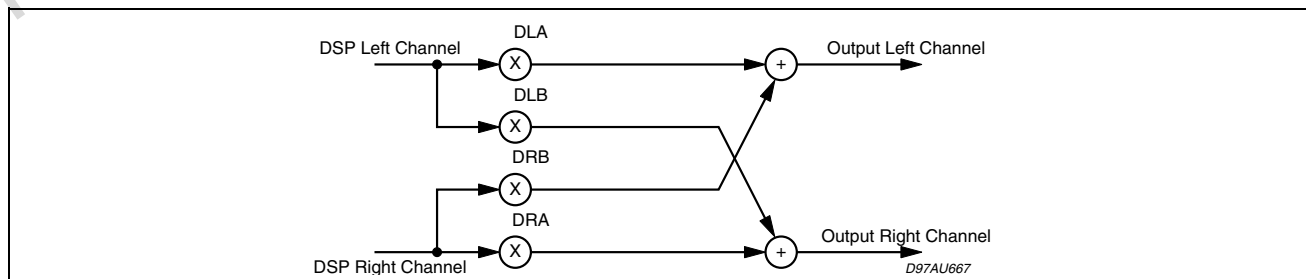 DLA
DSP Left Channel
Output Left Channel
X
+
DLB
X
DRB
X
DRA
Output Right Channel
X
+
DSP Right Channel
D97AU667